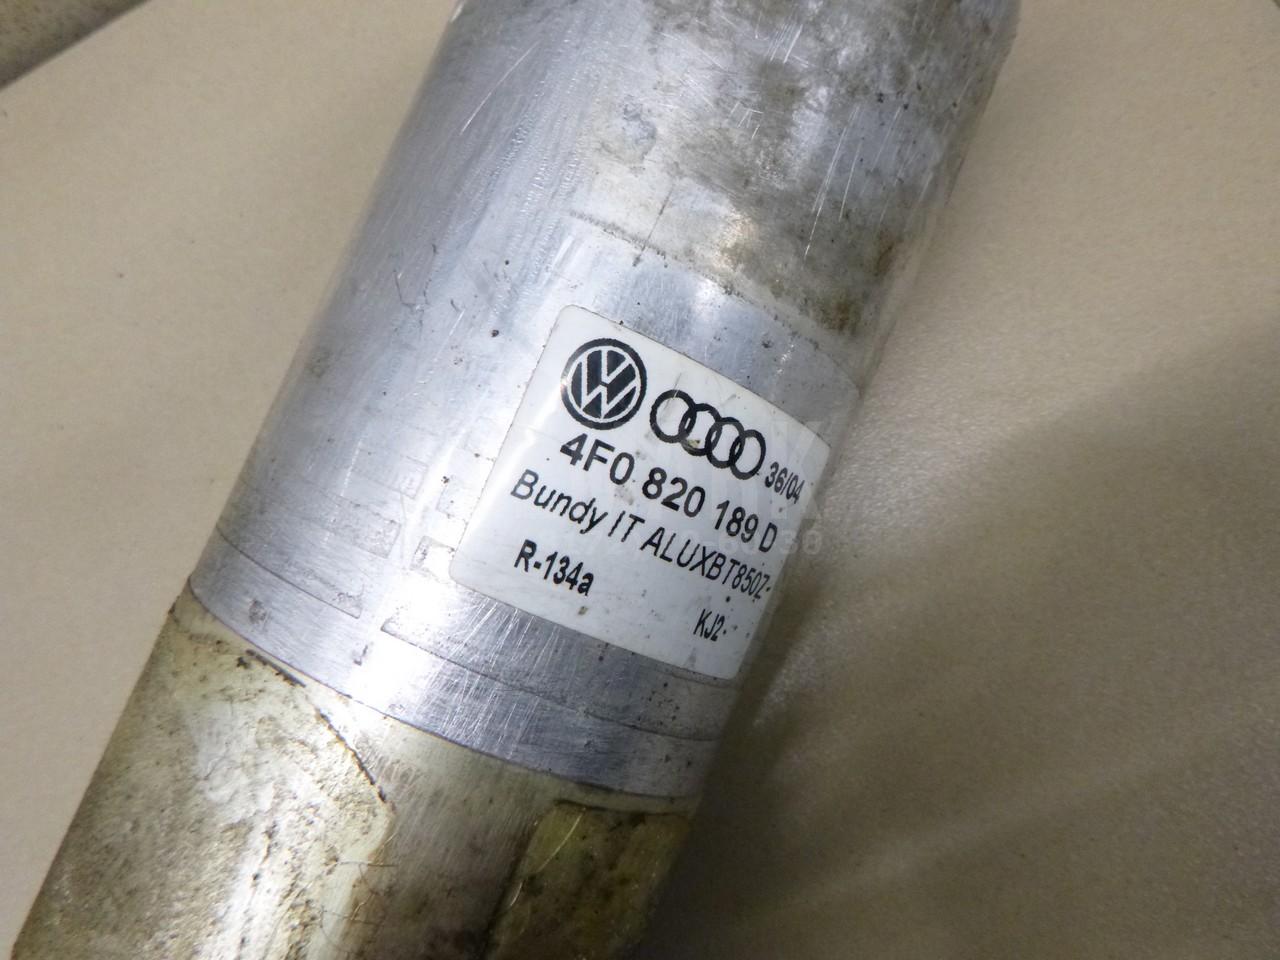 36/04
4F0 820 189 D
Bundy IT ALUXBT850Z-
R-134a
KJ2-